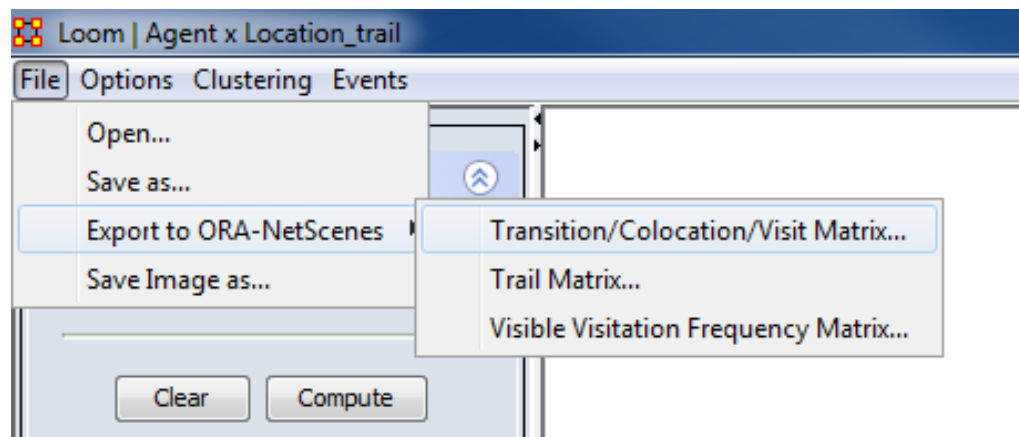 Loom | Agent x Location_trail
File Options Clustering Events
Open...
Save as...
Export to ORA-NetScenes
Save Image as...
Transition/Colocation/Visit Matrix...
Trail Matrix...
Visible Visitation Frequency Matrix...
Clear Compute